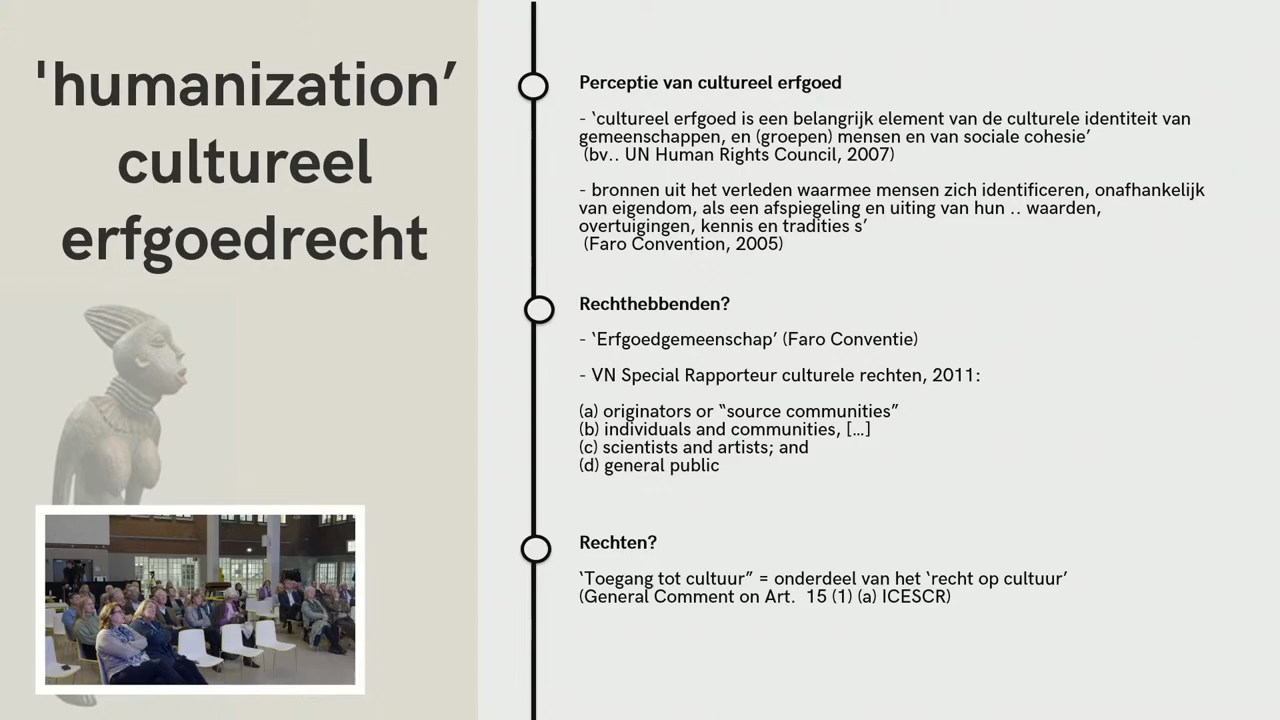 'humanization’
cultureel
erfgoedrecht
Perceptie van cultureel erfgoed
- ‘cultureel erfgoed is een belangrijk element van de culturele identiteit van
gemeenschappen, en (groepen) mensen en van sociale cohesie’
(bv.. UN Human Rights Council, 2007)
- bronnen uit het verleden waarmee mensen zich identificeren, onafhankelijk
van eigendom, als een afspiegeling en uiting van hun .. waarden,
overtuigingen, kennis en tradities s’
(Faro Convention, 2005)
Rechthebbenden?
- ‘Erfgoedgemeenschap’ (Faro Conventie)
- VN Special Rapporteur culturele rechten, 2011:
(a) originators or “source communities”
(b) individuals and communities, [...]
(c) scientists and artists; and
(d) general public
Rechten?
‘Toegang tot cultuur” = onderdeel van het ‘recht op cultuur’
(General Comment on Art. 15 (1) (a) ICESCR)